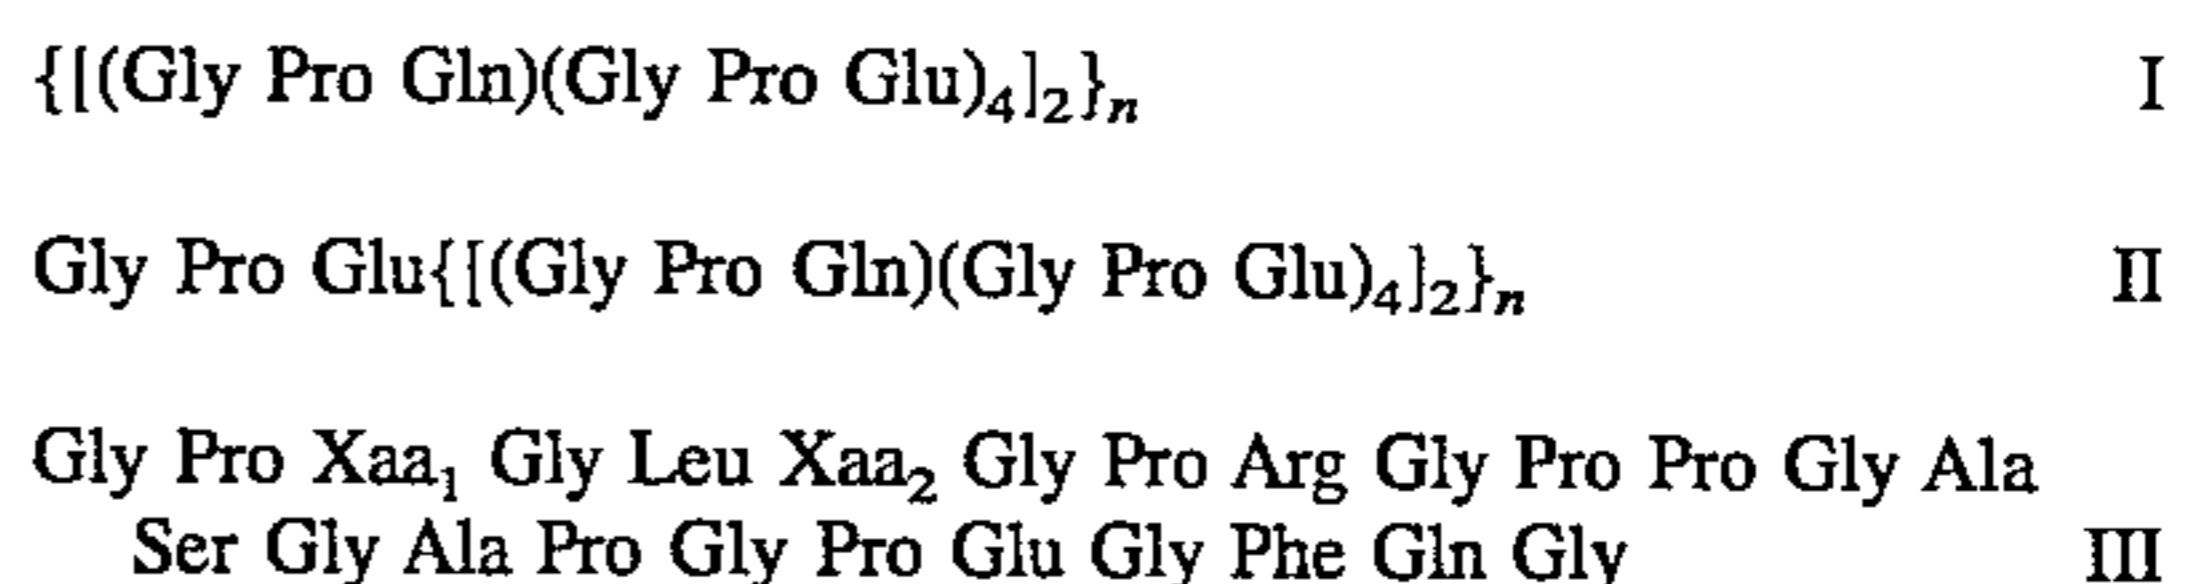 {[(Gly Pro Gln)(Gly Pro Glu)₄]₂}ₙ I
Gly Pro Glu{[(Gly Pro Gln)(Gly Pro Glu)₄]₂}ₙ II
Gly Pro Xaa₁ Gly Leu Xaa₂ Gly Pro Arg Gly Pro Pro Gly Ala
Ser Gly Ala Pro Gly Pro Glu Gly Phe Gln Gly III